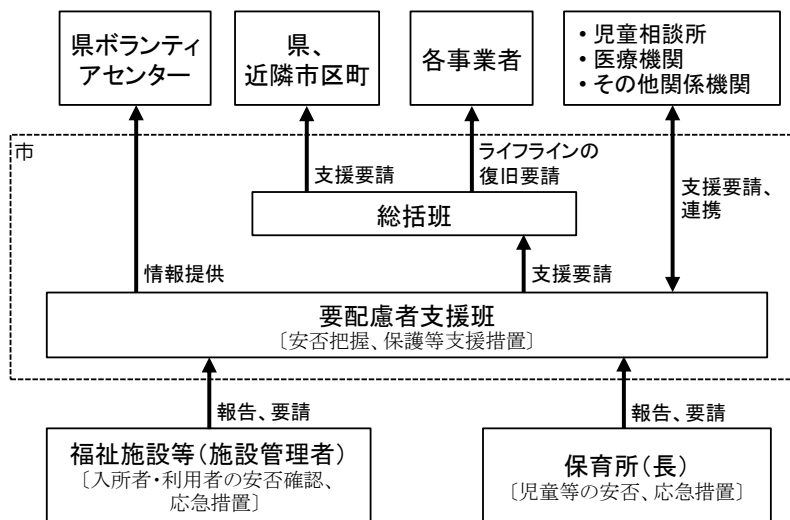 県ボランティ
アセンター
県、
近隣市区町
各事業者
・児童相談所
・医療機関
・その他関係機関
市
支援要請
ライフラインの
復旧要請
支援要請、
連携
総括班
情報提供
支援要請
要配慮者支援班
〔安否把握、保護等支援措置〕
報告、要請
報告、要請
福祉施設等(施設管理者)
〔入所者・利用者の安否確認、
応急措置〕
保育所(長)
〔児童等の安否、応急措置〕